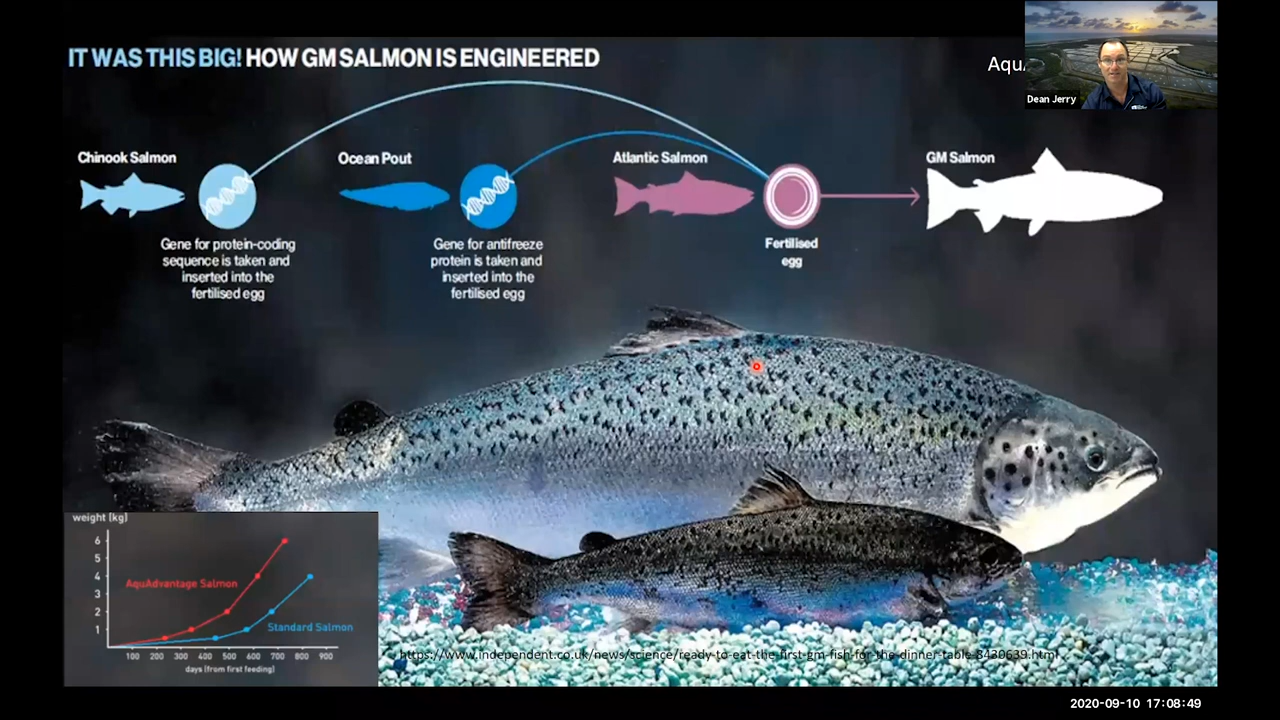 IT WAS THIS BIG! HOW GM SALMON IS ENGINEERED
Dean Jerry
Chinook Salmon
Ocean Pout
Atlantic Salmon
GM Salmon
Gene for protein-coding
sequence is taken and
inserted into the
fertilised egg
Gene for antifreeze
protein is taken and
inserted into the
fertilised egg
Fertilised
egg
weight (kg)
6
5
4
3
2
1
AquAdvantage Salmon
Standard Salmon
100 200 300 400 500 600 700 800 900
days (from first feeding)
https://www.independent.co.uk/news/science/ready-to-eat-the-first-gm-fish-for-the-dinner-table-8430639.html
2020-09-10 17:08:49